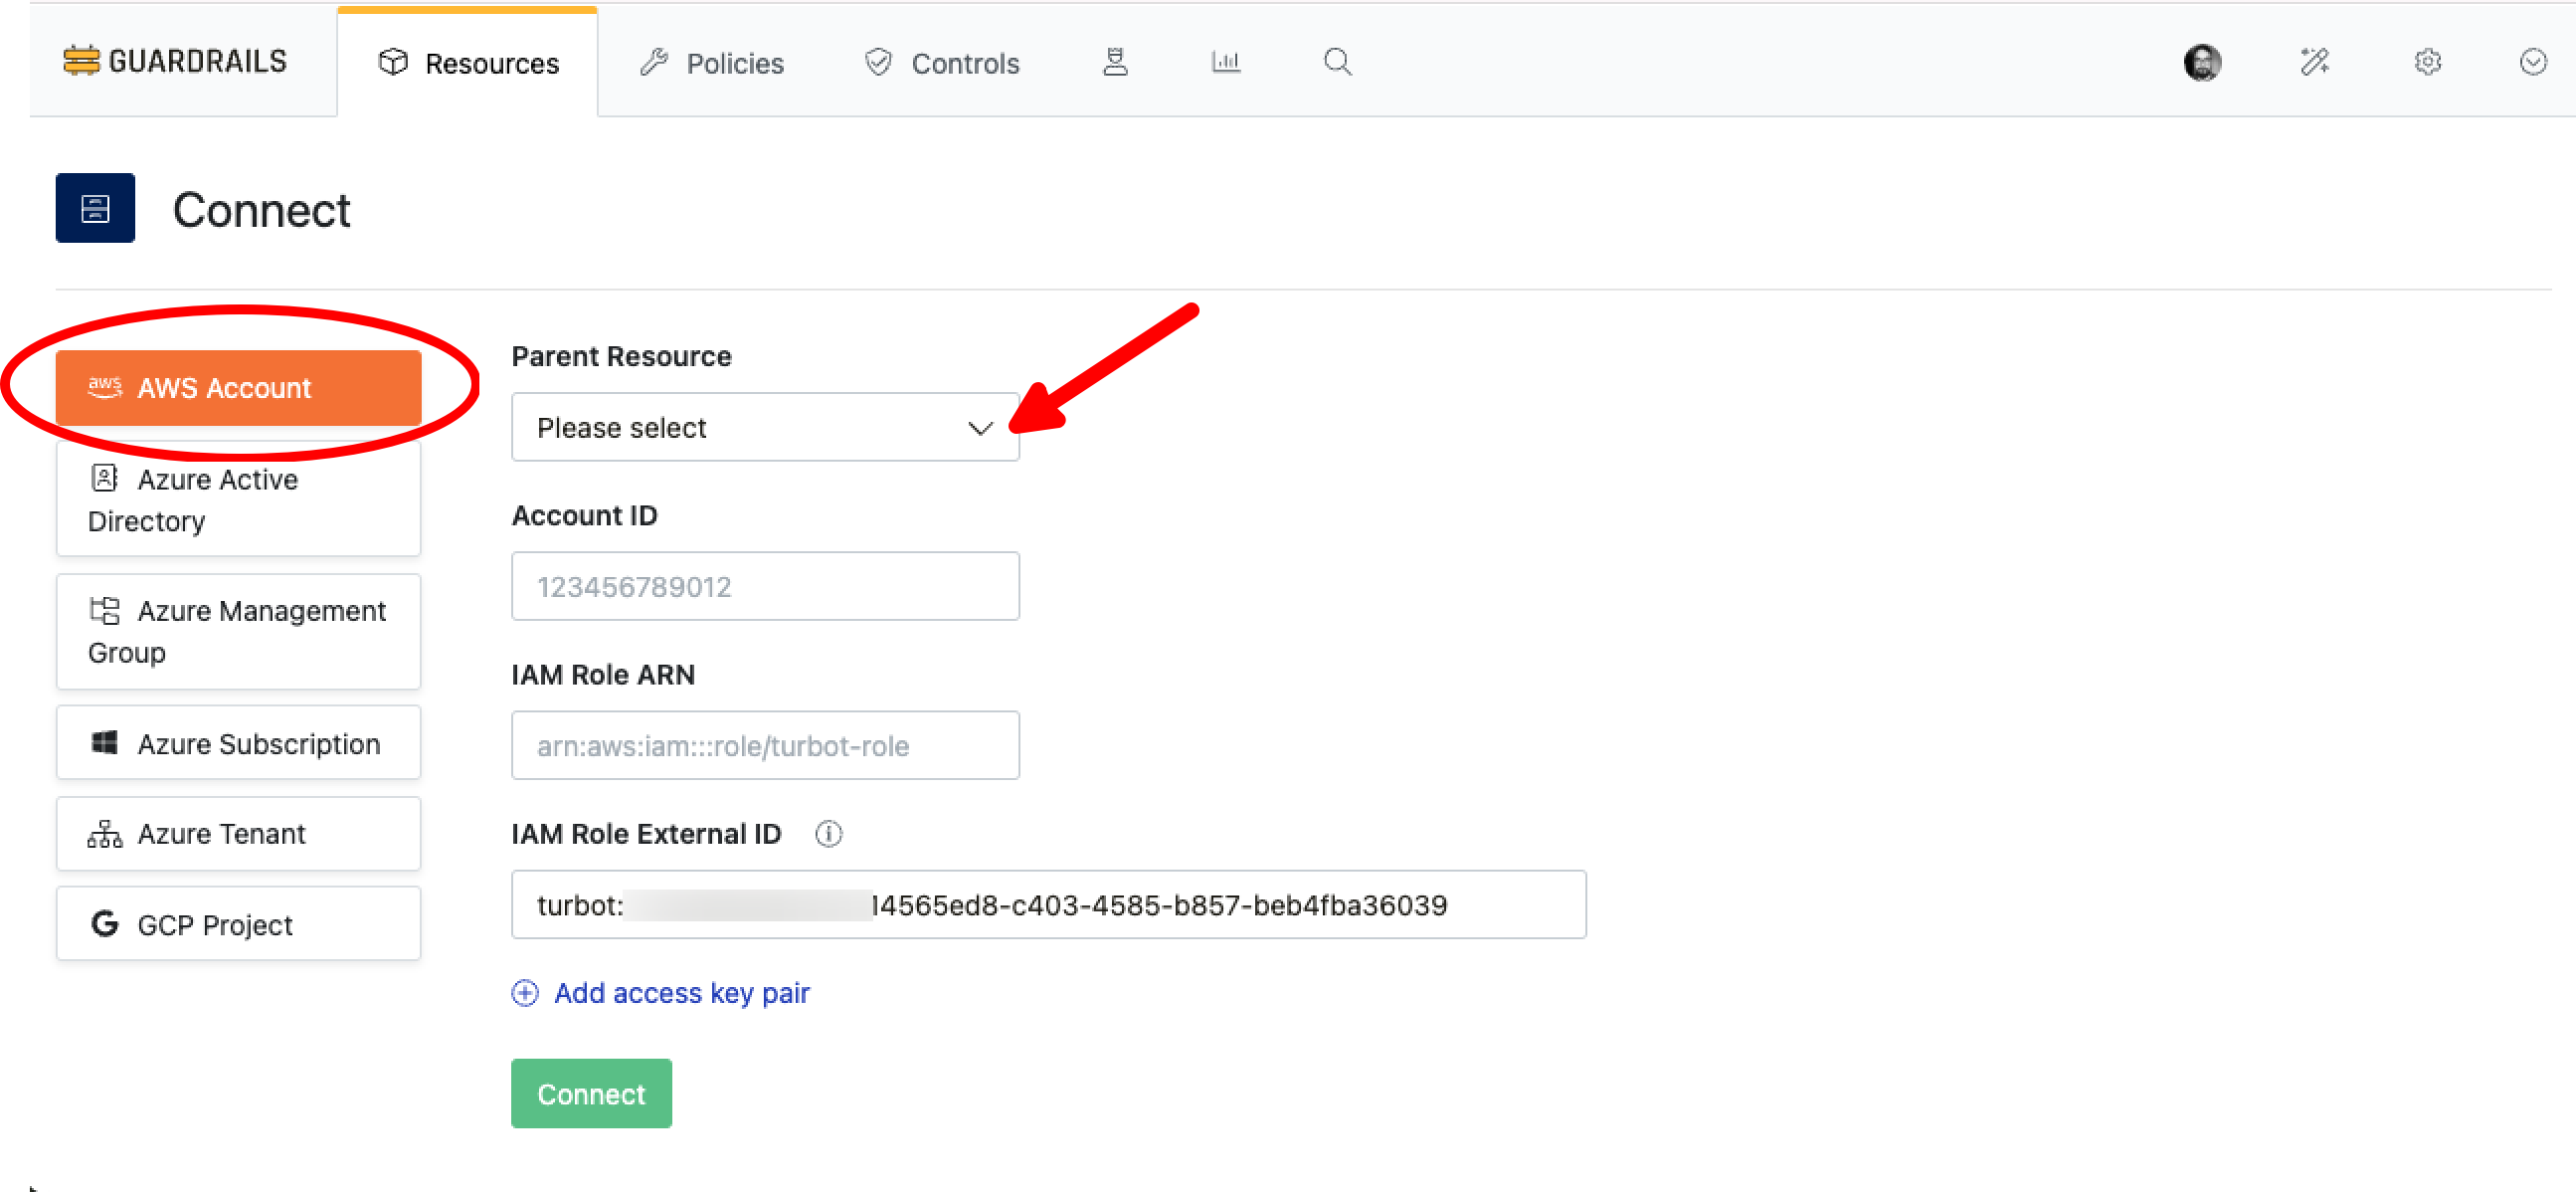 GUARDRAILS
Resources
Policies
Controls
Connect
aws AWS Account
Azure Active
Directory
Azure Management
Group
Azure Subscription
Azure Tenant
G GCP Project
Parent Resource
Please select
Account ID
123456789012
IAM Role ARN
arn:aws:iam:::role/turbot-role
IAM Role External ID
turbot:14565ed8-c403-4585-b857-beb4fba36039
Add access key pair
Connect